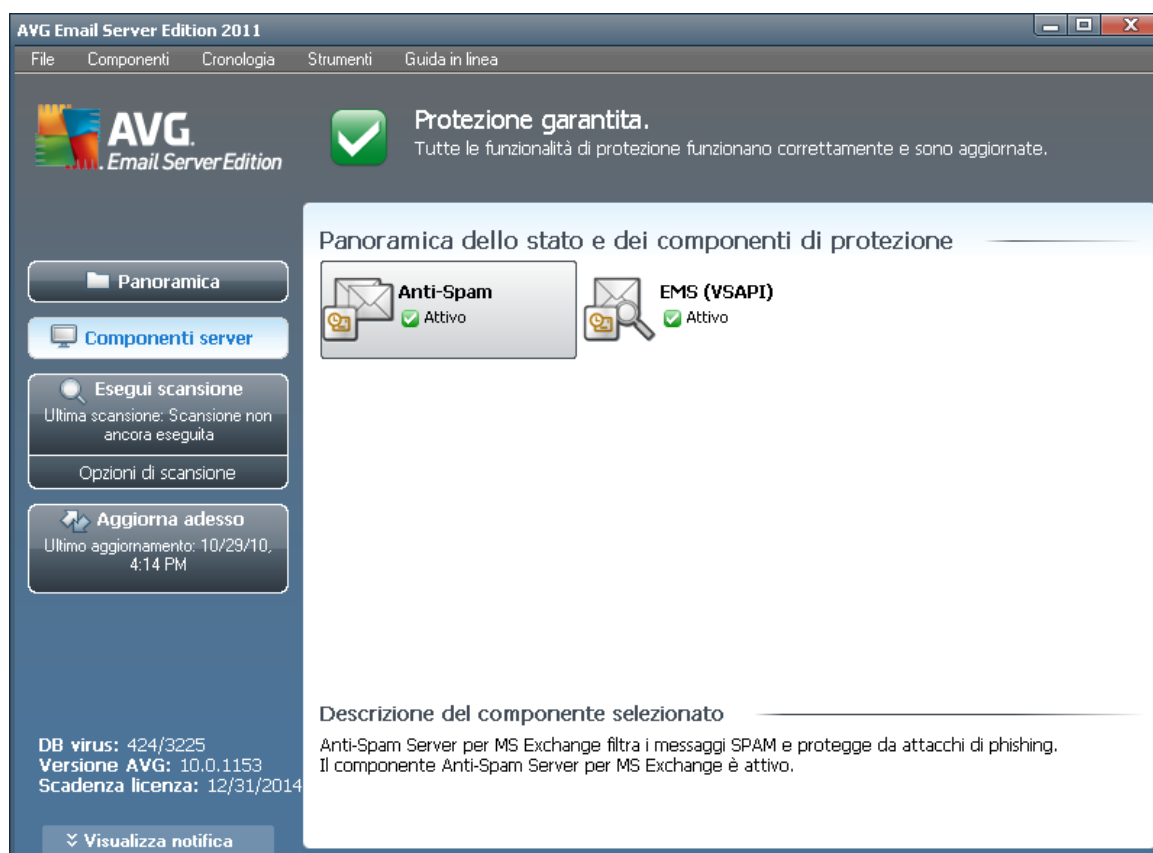 AVG Email Server Edition 2011
File Componenti Cronologia Strumenti Guida in linea
AVG.
Email Server Edition
Protezione garantita.
Tutte le funzionalità di protezione funzionano correttamente e sono aggiornate.
Panoramica
Componenti server
Esegui scansione
Ultima scansione: Scansione non
ancora eseguita
Opzioni di scansione
Aggiorna adesso
Ultimo aggiornamento: 10/29/10,
4:14 PM
DB virus: 424/3225
Versione AVG: 10.0.1153
Scadenza licenza: 12/31/2014
Visualizza notifica
Panoramica dello stato e dei componenti di protezione
Anti-Spam
Attivo
EMS (VSAPI)
Attivo
Descrizione del componente selezionato
Anti-Spam Server per MS Exchange filtra i messaggi SPAM e protegge da attacchi di phishing.
Il componente Anti-Spam Server per MS Exchange è attivo.